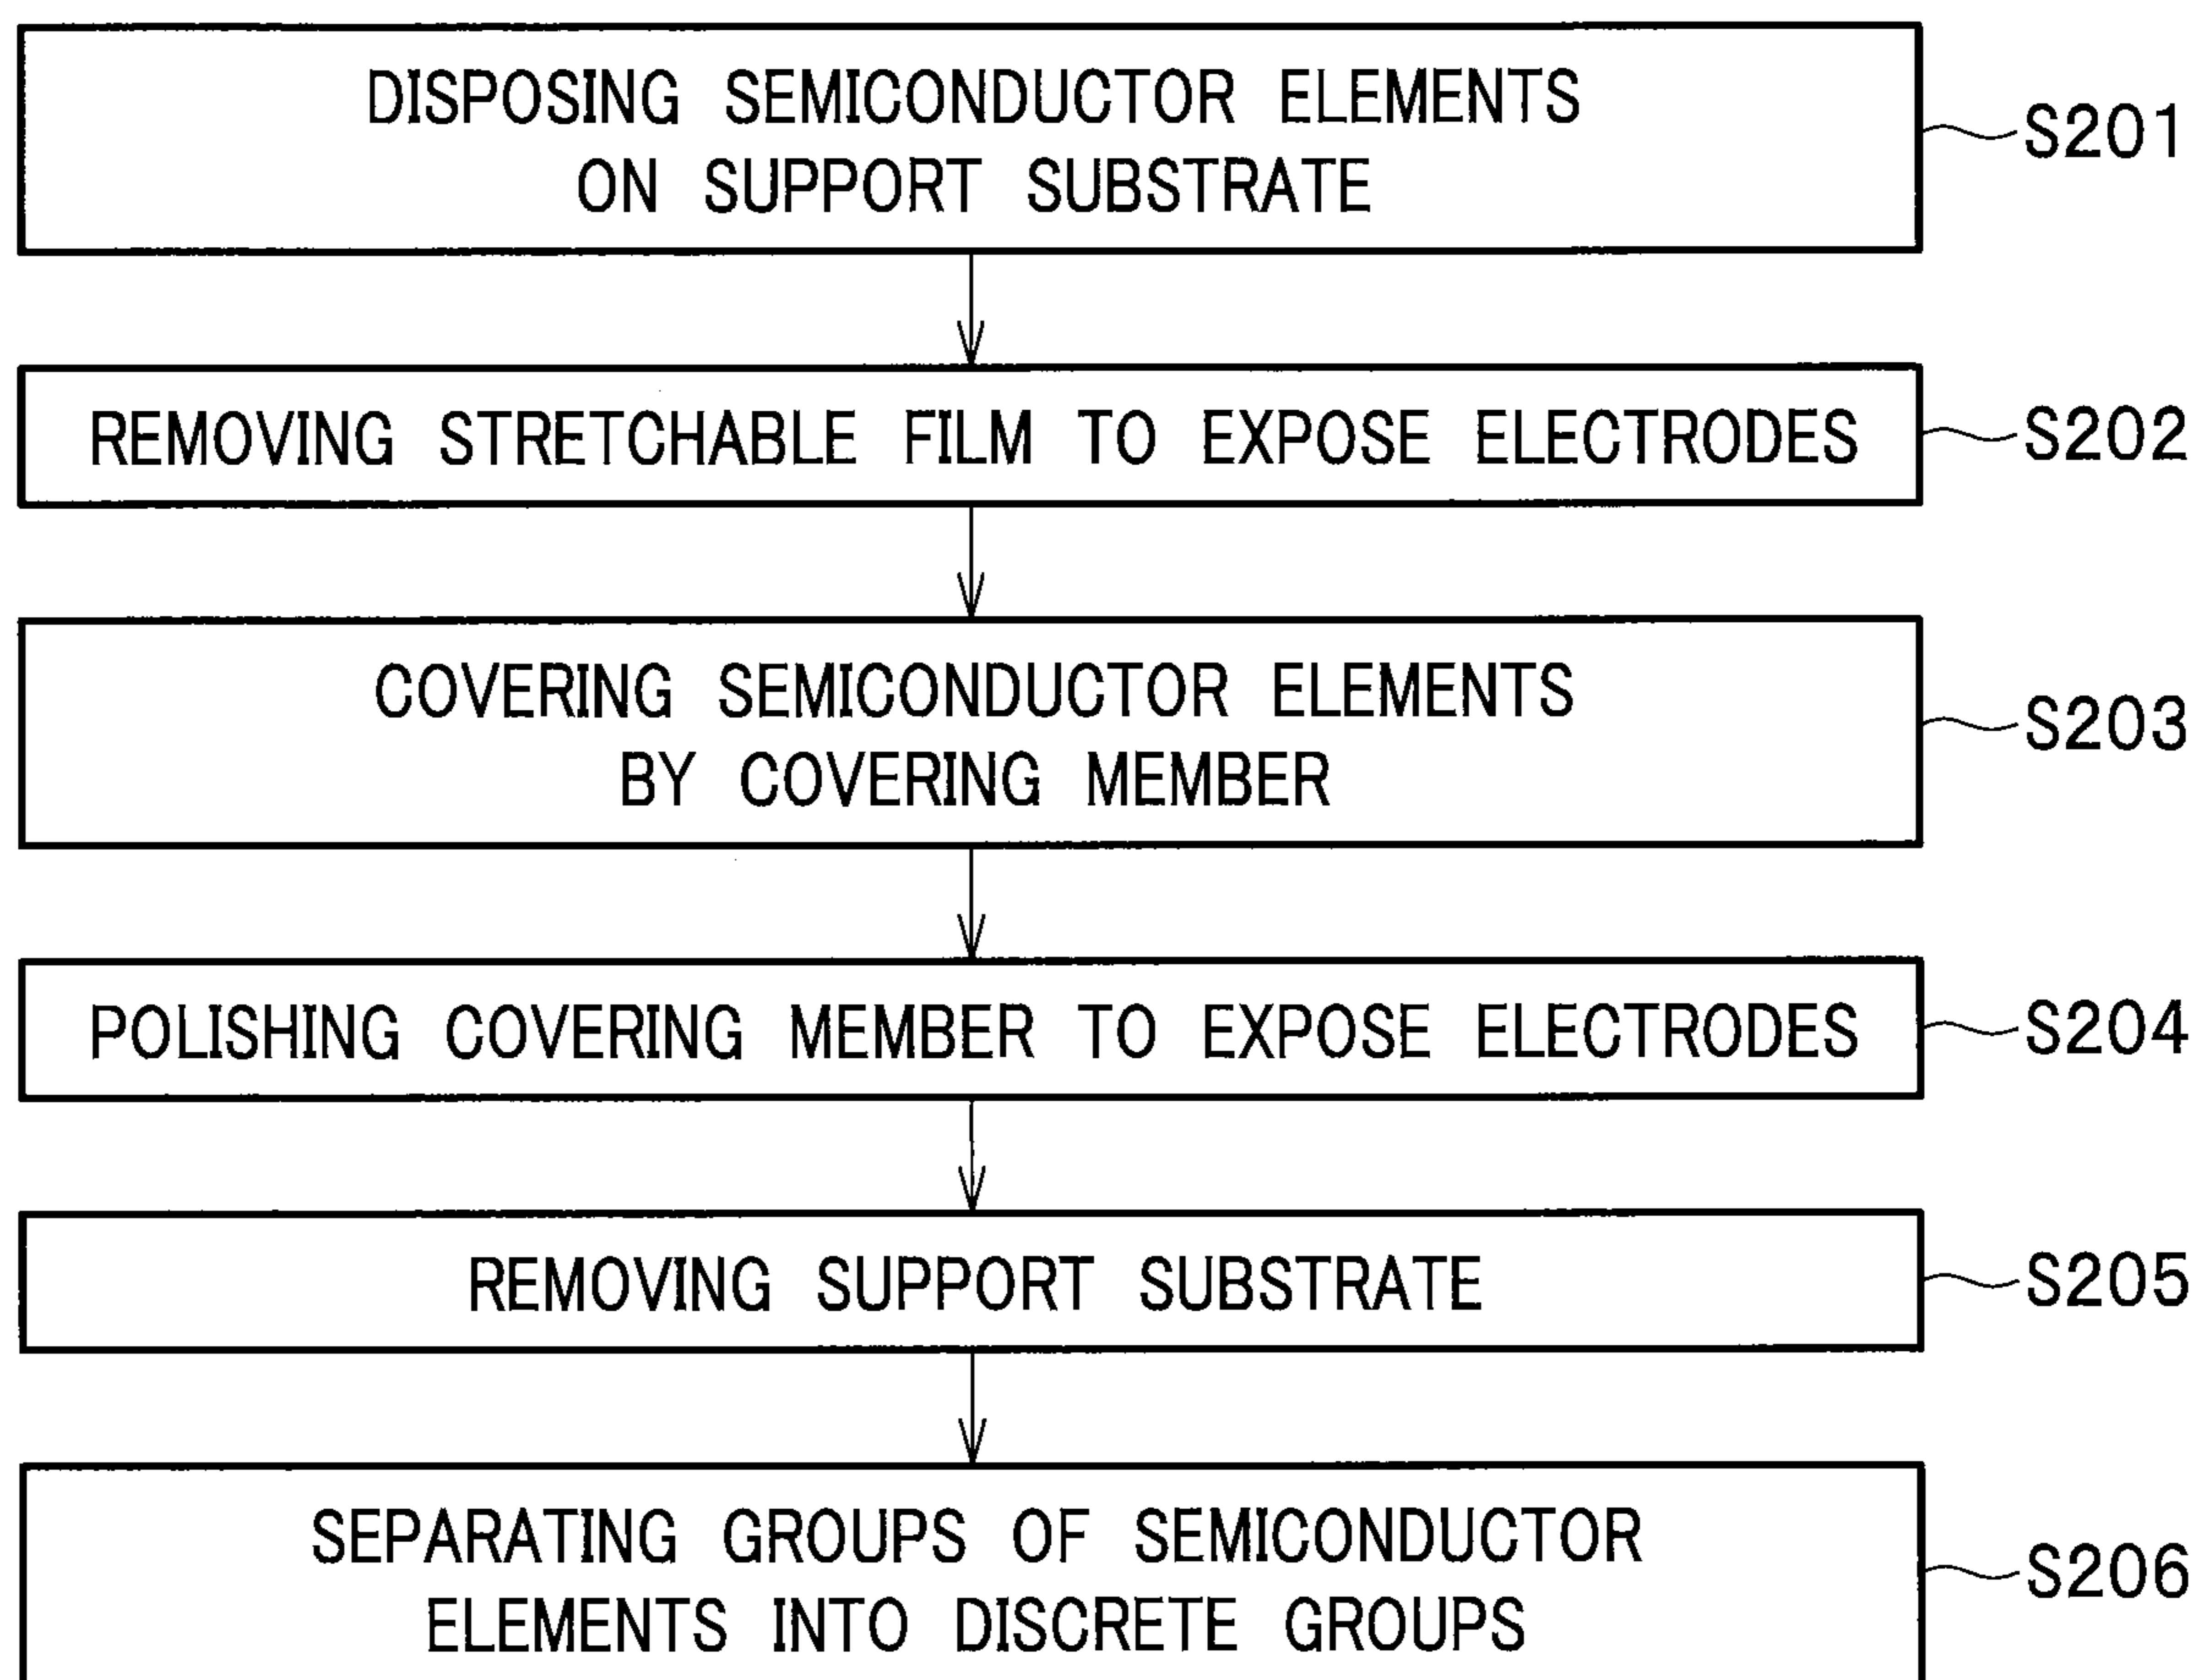 DISPOSING SEMICONDUCTOR ELEMENTS
ON SUPPORT SUBSTRATE
S201
REMOVING STRETCHABLE FILM TO EXPOSE ELECTRODES
S202
COVERING SEMICONDUCTOR ELEMENTS
BY COVERING MEMBER
S203
POLISHING COVERING MEMBER TO EXPOSE ELECTRODES
S204
REMOVING SUPPORT SUBSTRATE
S205
SEPARATING GROUPS OF SEMICONDUCTOR
ELEMENTS INTO DISCRETE GROUPS
S206